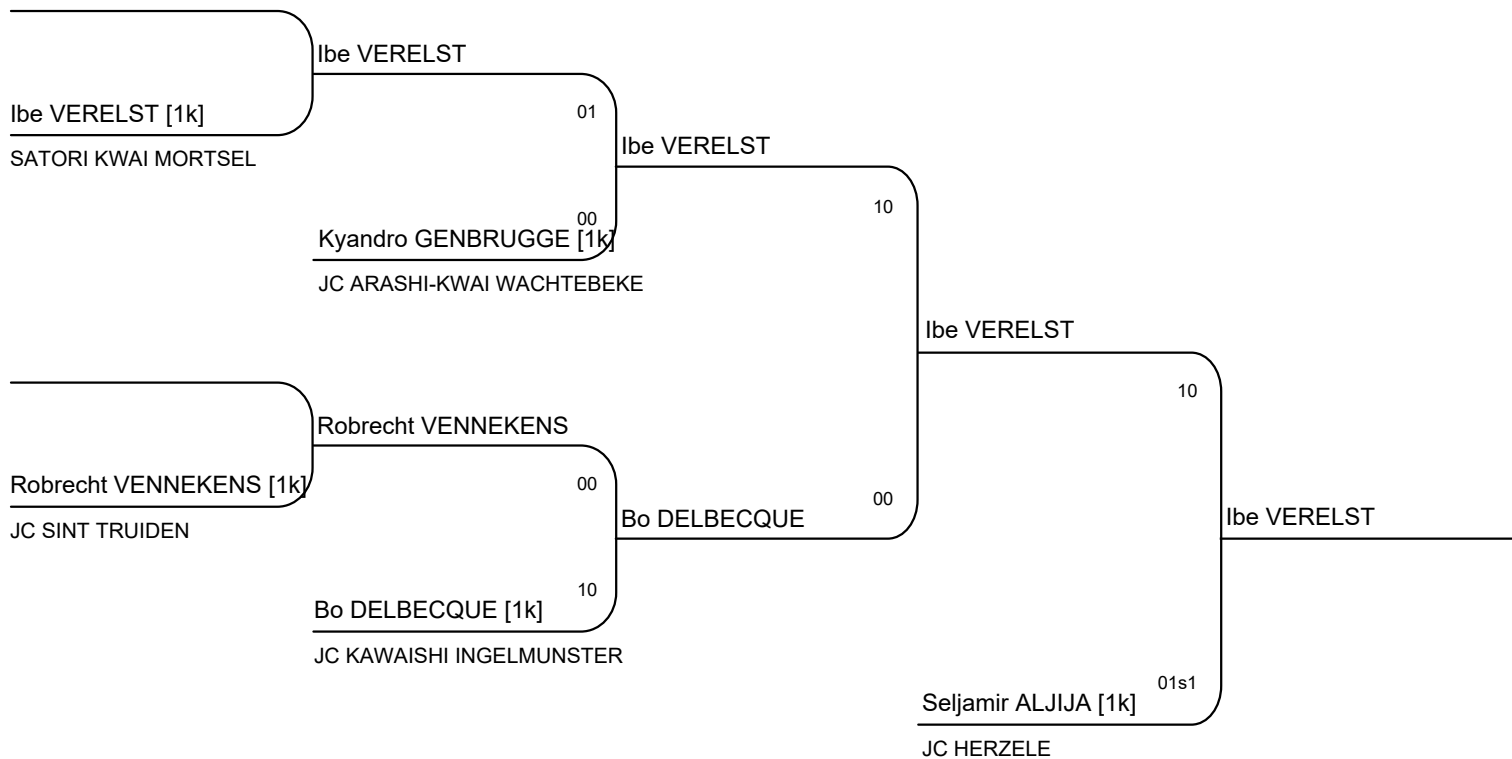 Ibe VERELST
01
Ibe VERELST [1k]
SATORI KWAI MORTSEL
Ibe VERELST
10
00
Kyandro GENBRUGGE [1k]
JC ARASHI-KWAI WACHTEBEKE
Ibe VERELST
10
Robrecht VENNEKENS
00
Robrecht VENNEKENS [1k]
JC SINT TRUIDEN
00
Bo DELBECQUE
Ibe VERELST
10
Bo DELBECQUE [1k]
JC KAWAISHI INGELMUNSTER
01s1
Seljamir ALJIJA [1k]
JC HERZELE